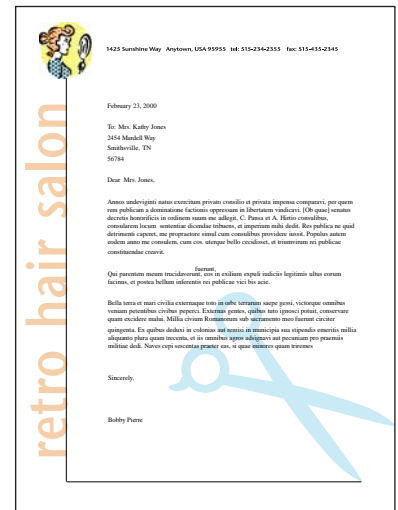 1425 Sunshine Way Anytown, USA 95955 tel: 515-234-2355 fax: 515-435-2345
retro hair salon
February 23, 2000
To: Mrs. Kathy Jones
2454 Mardell Way
Smithsville, TN
56784
Dear Mrs. Jones,
Annos undeviginti natus exercitum privato consilio et privata impensa comparavi, per quem
rem publicam a dominatione factionis oppressam in libertatem vindicavi. [Ob quae] senatus
decretis honorificis in ordinem suum me adlegit, C. Pansa et A. Hirtio consulibus,
consularem locum sententiae dicendae tribuens, et imperium mihi dedit. Res publica ne quid
detrimenti caperet, me propraetore simul cum consulibus providere iussit. Populus autem
eodem anno me consulem, cum cos. uterque bello cecidisset, et triumvirum rei publicae
constituendae creavit.
fuerunt,
Qui parentem meum trucidaverunt, eos in exilium expuli iudiciis legitimis ultus eorum
facinus, et postea bellum inferentis rei publicae vici bis acie.
Bella terra et mari civilia externaque toto in orbe terrarum saepe gessi, victorque omnibus
veniam petentibus civibus peperci. Externas gentes, quibus tuto ignosci potuit, conservare
quam excidere malui. Millia civium Romanorum sub sacramento meo fuerunt circiter
quingenta. Ex quibus deduxi in colonias aut remisi in municipia sua stipendis emeritis millia
aliquanto plura quam trecenta, et iis omnibus agros adsignavi aut pecuniam pro praemiis
militiae dedi. Naves cepi sescentas praeter eas, si quae minores quam triremes
Sincerely,
Bobby Pierre